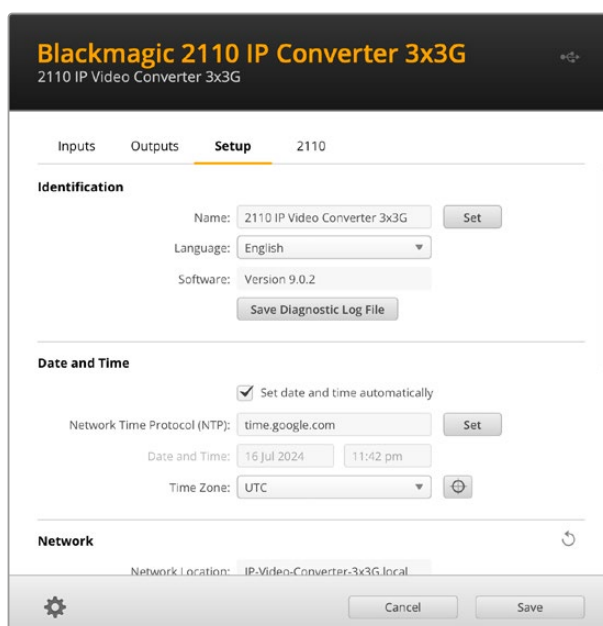 Blackmagic 2110 IP Converter 3x3G
2110 IP Video Converter 3x3G
Inputs Outputs Setup 2110
Identification
Name: 2110 IP Video Converter 3x3G Set
Language: English
Software: Version 9.0.2
Save Diagnostic Log File
Date and Time
Set date and time automatically
Network Time Protocol (NTP): time.google.com Set
Date and Time: 16 Jul 2024 11:42 pm
Time Zone: UTC
Network
Network Location: IP-Video-Converter-3x3G.local
Cancel Save